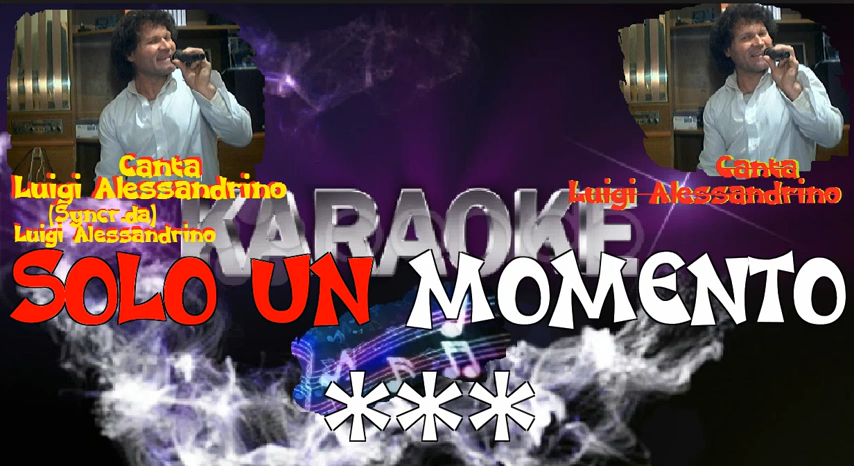 Canta
Luigi Alessandrino
(Syncr.da)
Luigi Alessandrino
Canta
Luigi Alessandrino
KARAOKE
SOLO UN MOMENTO
***